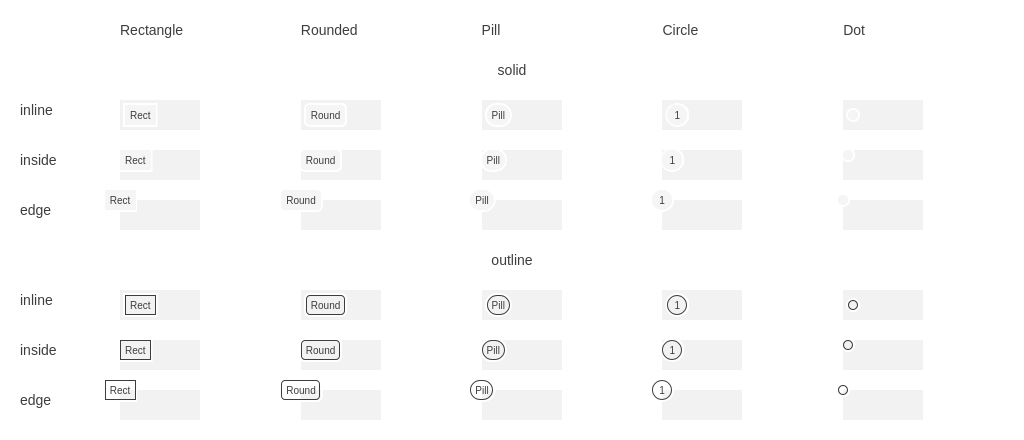 Rectangle Rounded Pill Circle Dot
solid
inline Rect Round Pill 1
inside Rect Round Pill 1
edge Rect Round Pill 1
outline
inline Rect Round Pill 1
inside Rect Round Pill 1
edge Rect Round Pill 1